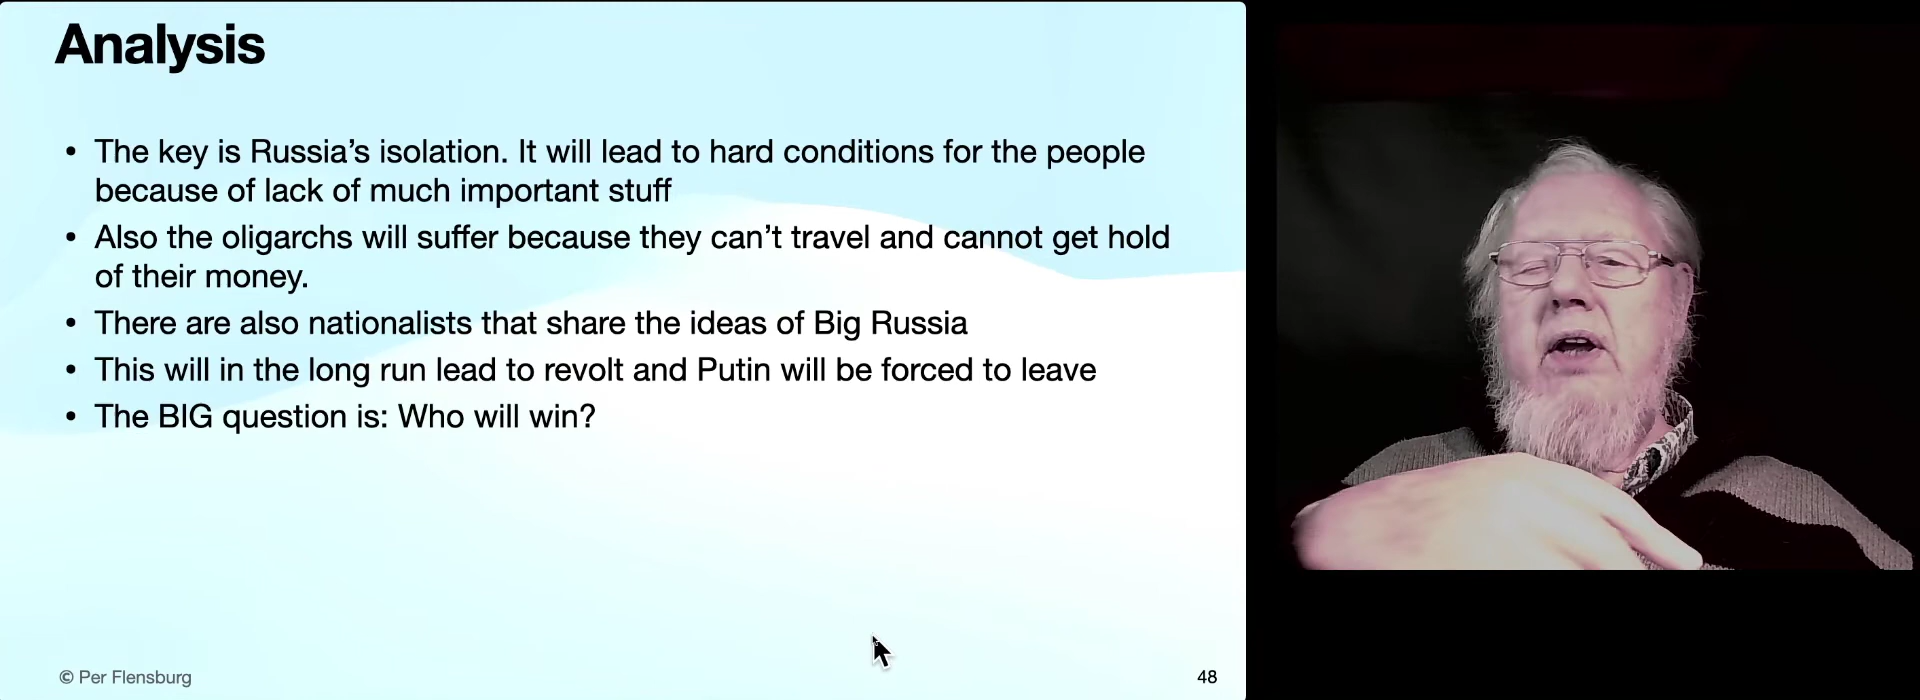 Analysis
• The key is Russia’s isolation. It will lead to hard conditions for the people
because of lack of much important stuff
• Also the oligarchs will suffer because they can’t travel and cannot get hold
of their money.
• There are also nationalists that share the ideas of Big Russia
• This will in the long run lead to revolt and Putin will be forced to leave
• The BIG question is: Who will win?
© Per Flensburg
48